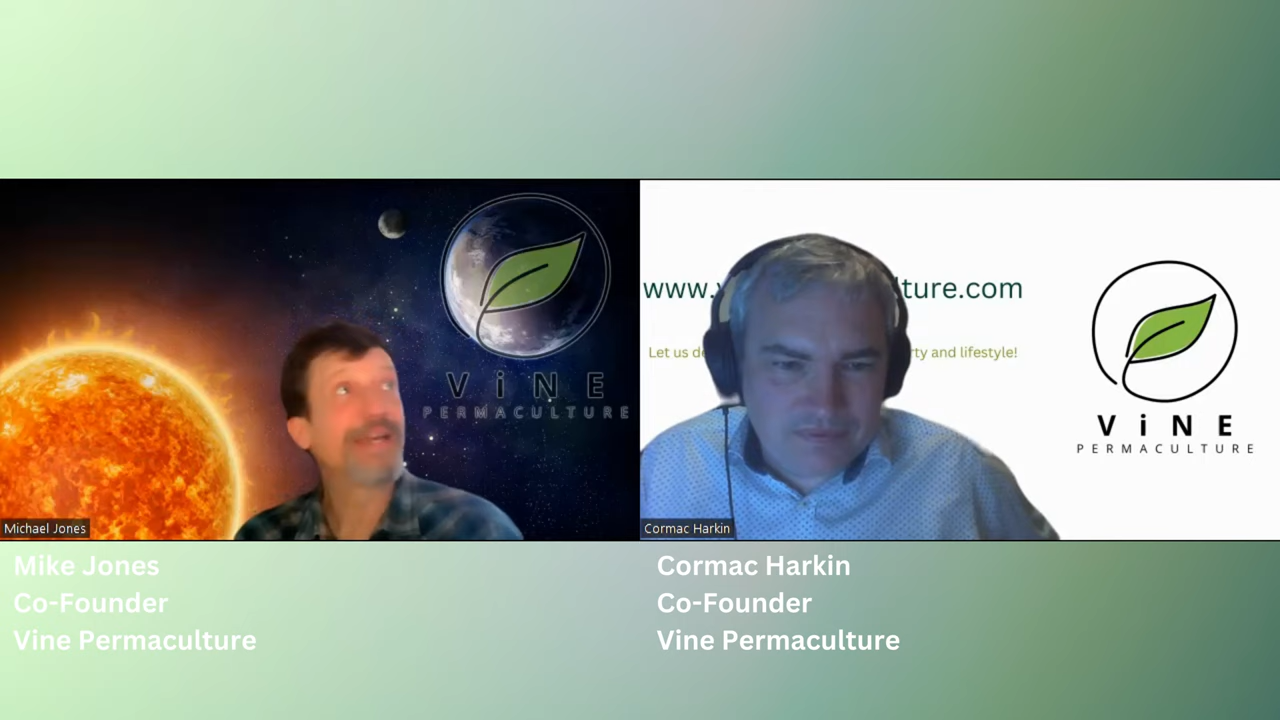 ViNE
PERMACULTURE
Michael Jones
www. ture.com
Let us and lifestyle!
ViNE
PERMACULTURE
Cormac Harkin
Mike Jones
Co-Founder
Vine Permaculture
Cormac Harkin
Co-Founder
Vine Permaculture